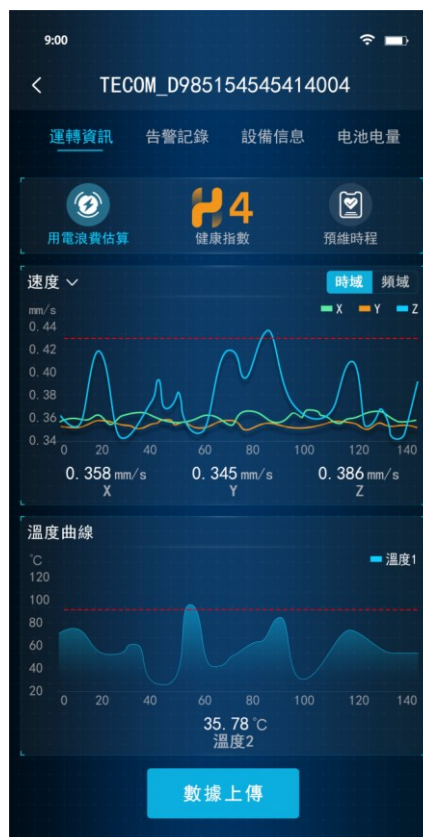 9:00
TECOM_D985154545414004
運轉資訊 告警記錄 設備信息 电池电量
4
用電浪費估算 健康指數 預維時程
速度 時域 頻域
mm/s X Y Z
0.44
0.42
0.40
0.38
0.36
0.34
0 20 40 60 80 100 120 140
0.358 mm/s 0.345 mm/s 0.386 mm/s
X Y Z
溫度曲線
℃ 溫度1
120
100
80
60
40
20
0 20 40 60 80 100 120 140
35.78 ℃
溫度2
數據上傳